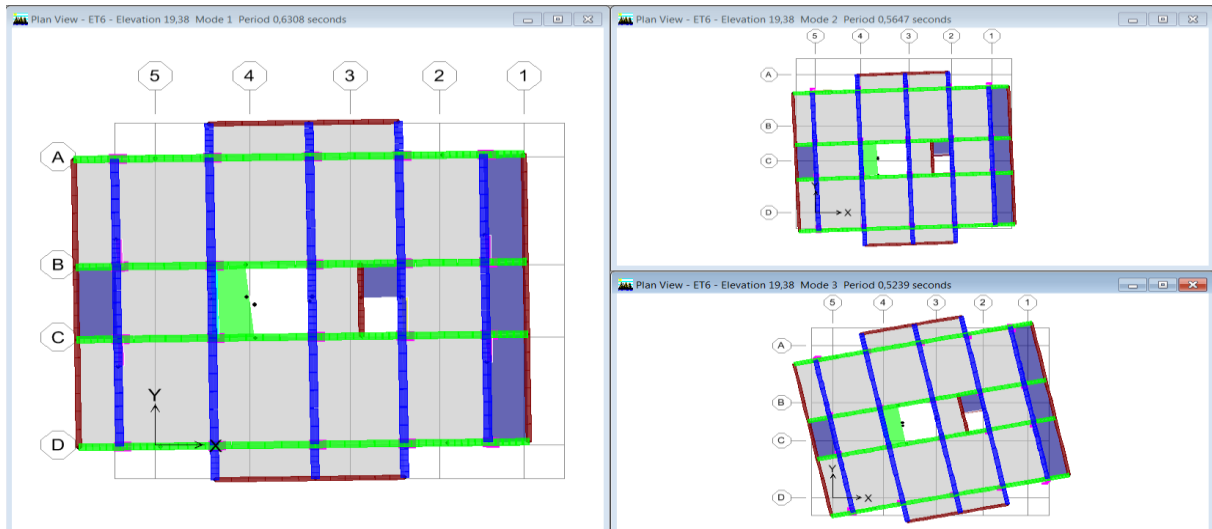 Plan View - ET6 - Elevation 19,38 Mode 1 Period 0,6308 seconds
5 4 3 2 1
A
B
C
D
Y
X
Plan View - ET6 - Elevation 19,38 Mode 2 Period 0,5647 seconds
5 4 3 2 1
A
B
C
D
Y
X
Plan View - ET6 - Elevation 19,38 Mode 3 Period 0,5239 seconds
5 4 3 2 1
A
B
C
D
Y
X